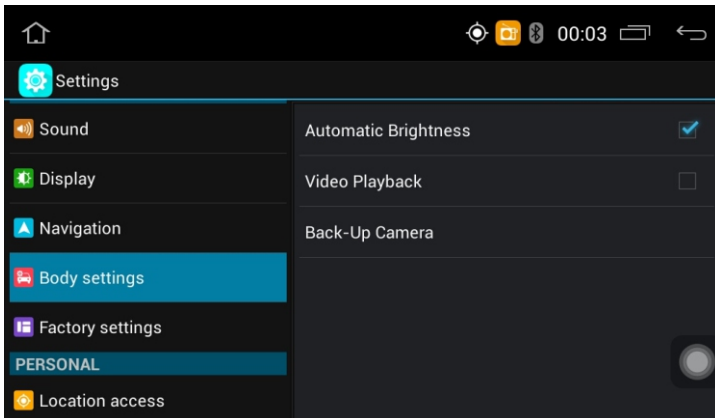 00:03
Settings
Sound
Display
Navigation
Body settings
Factory settings
PERSONAL
Location access
Automatic Brightness
Video Playback
Back-Up Camera